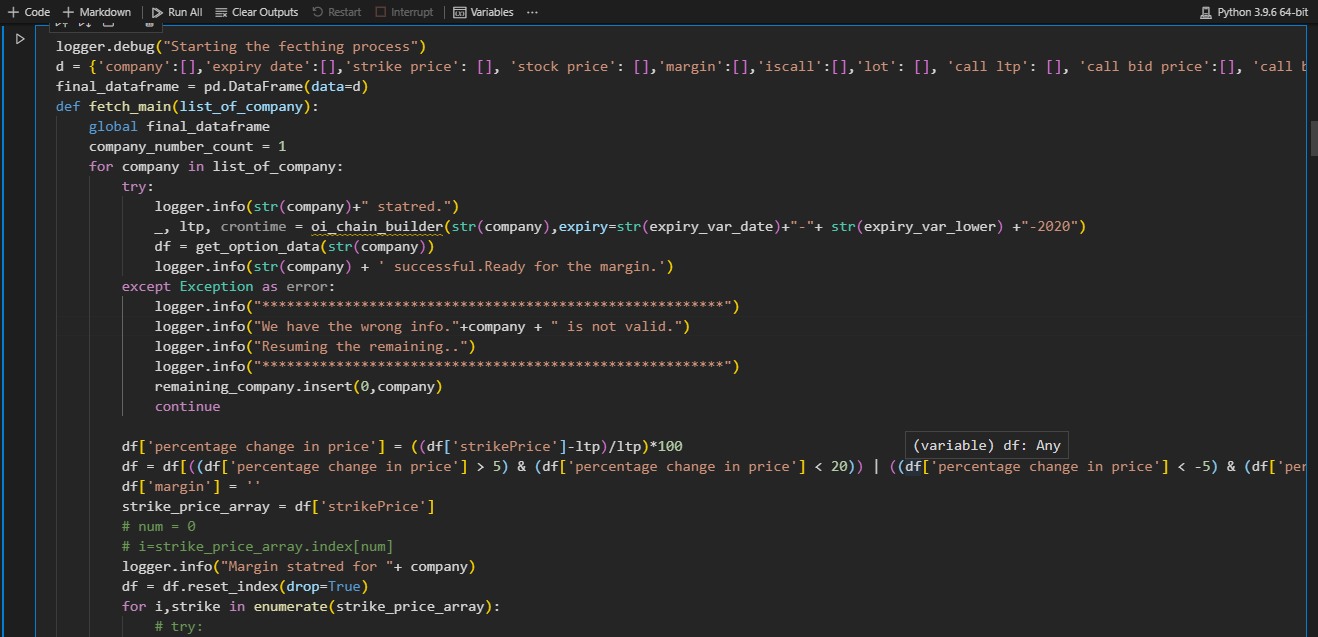 Code Markdown Run All Clear Outputs Restart Interrupt Variables ... Python 3.9.6 64-bit
logger.debug("Starting the fecthing process")
d = {'company':[],'expiry date':[],'strike price': [], 'stock price': [],'margin':[],'iscall':[],'lot': [], 'call ltp': [], 'call bid price':[], 'call b
final_dataframe = pd.DataFrame(data=d)
def fetch_main(list_of_company):
    global final_dataframe
    company_number_count = 1
    for company in list_of_company:
        try:
            logger.info(str(company)+" statred.")
            _, ltp, crontime = oi_chain_builder(str(company),expiry=str(expiry_var_date)+"-"+ str(expiry_var_lower) +"-2020")
            df = get_option_data(str(company))
            logger.info(str(company) + ' successful.Ready for the margin.')
        except Exception as error:
            logger.info("********************************************************")
            logger.info("We have the wrong info."+company + " is not valid.")
            logger.info("Resuming the remaining..")
            logger.info("********************************************************")
            remaining_company.insert(0,company)
            continue
        df['percentage change in price'] = ((df['strikePrice']-ltp)/ltp)*100
(variable) df: Any
        df = df[((df['percentage change in price'] > 5) & (df['percentage change in price'] < 20)) | ((df['percentage change in price'] < -5) & (df['per
        df['margin'] = ''
        strike_price_array = df['strikePrice']
        # num = 0
        # i=strike_price_array.index[num]
        logger.info("Margin statred for "+ company)
        df = df.reset_index(drop=True)
        for i,strike in enumerate(strike_price_array):
            # try: